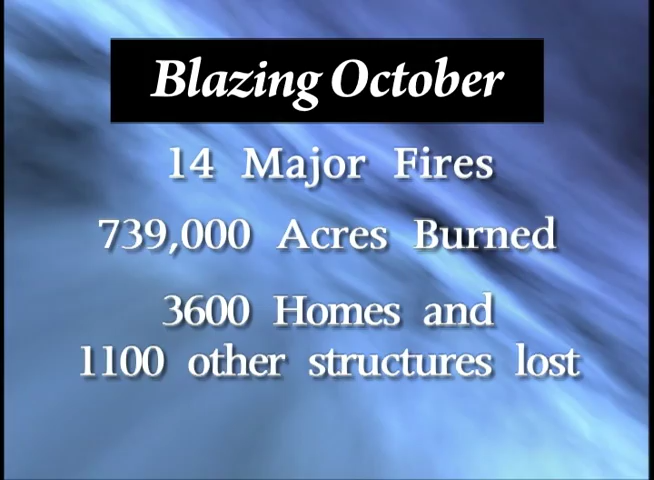 Blazing October
14 Major Fires
739,000 Acres Burned
3600 Homes and
1100 other structures lost